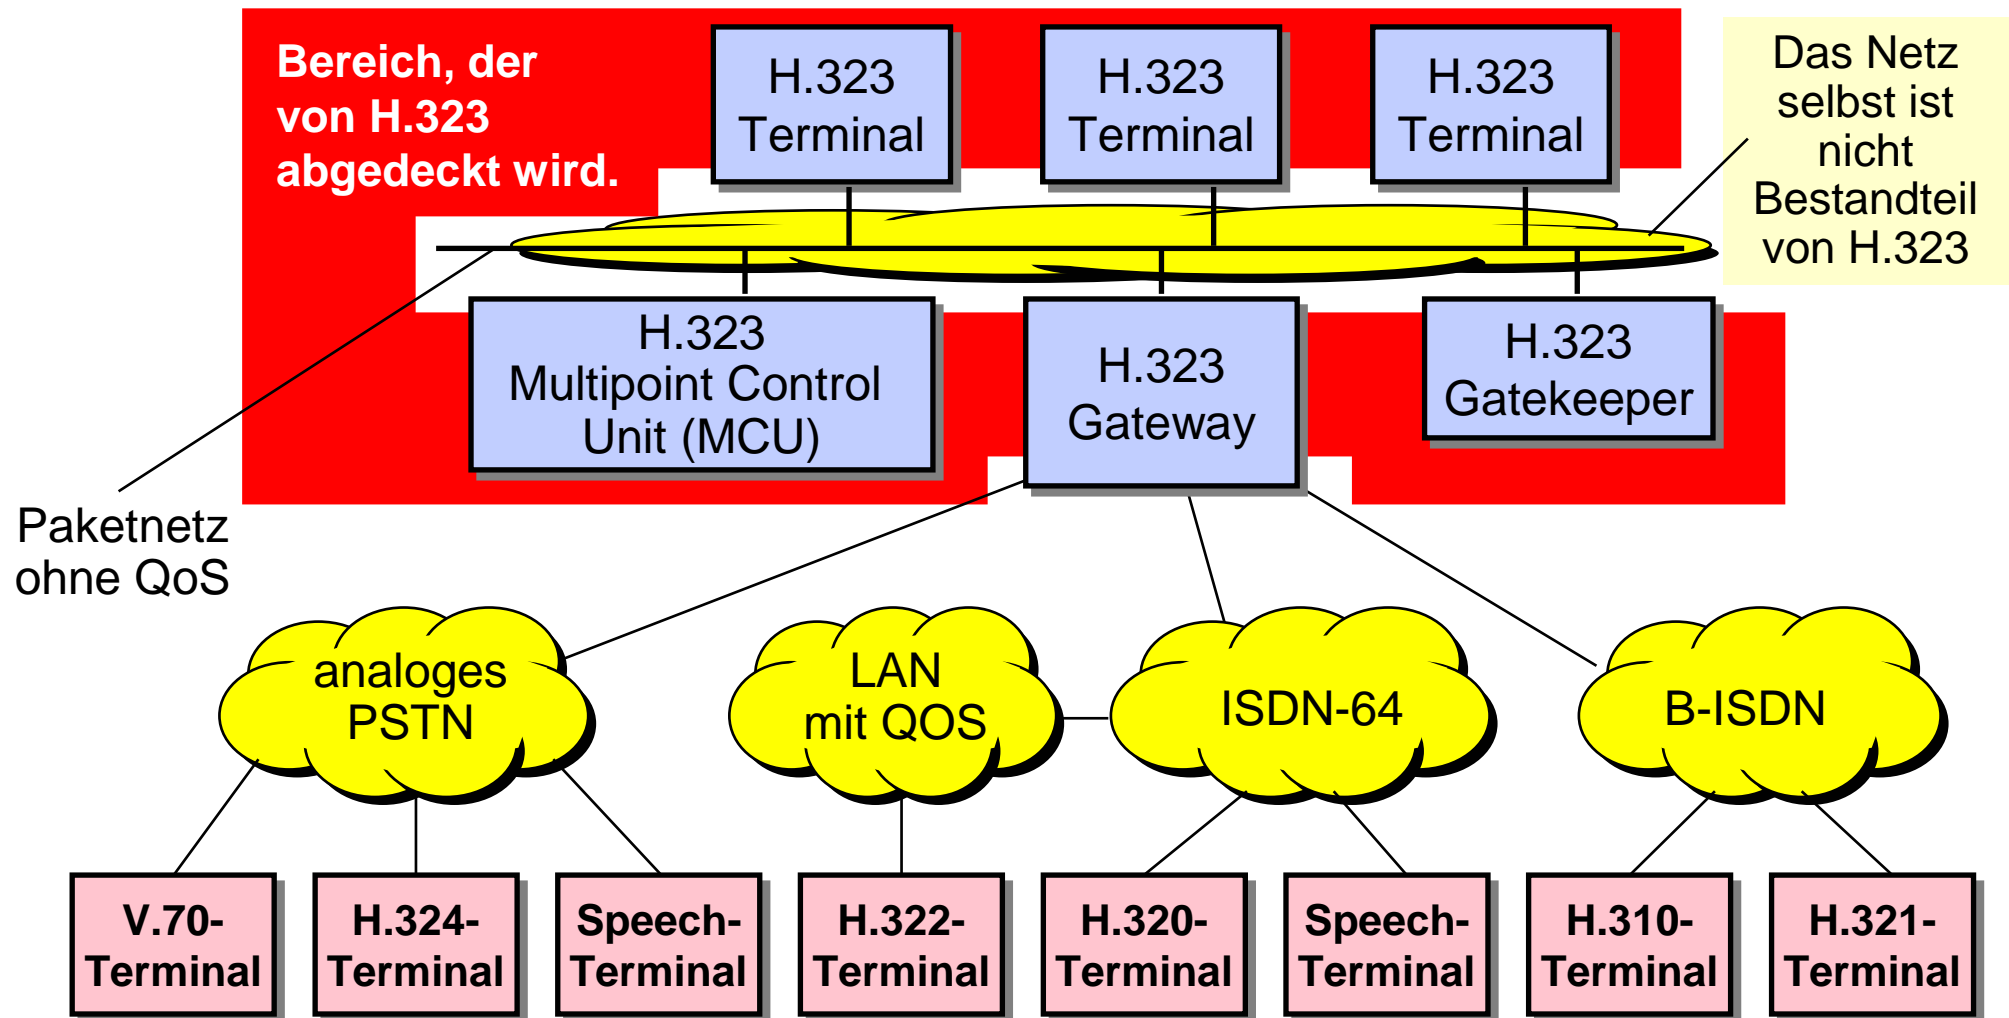 Bereich, der
von H.323
abgedeckt wird.
H.323
Terminal
H.323
Terminal
H.323
Terminal
Das Netz
selbst ist
nicht
Bestandteil
von H.323
H.323
Multipoint Control
Unit (MCU)
H.323
Gateway
H.323
Gatekeeper
Paketnetz
ohne QoS
analoges
PSTN
LAN
mit QOS
ISDN-64
B-ISDN
V.70-
Terminal
H.324-
Terminal
Speech-
Terminal
H.322-
Terminal
H.320-
Terminal
Speech-
Terminal
H.310-
Terminal
H.321-
Terminal